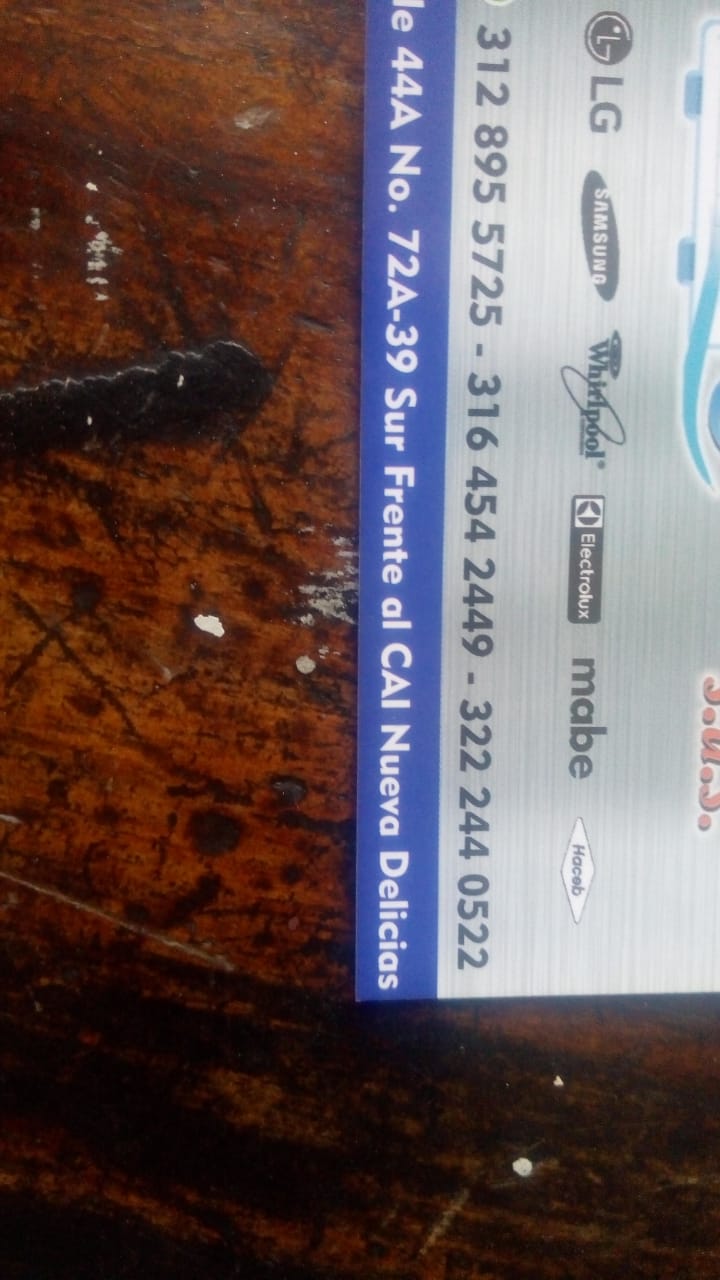 S.a.s.
LG SAMSUNG Whirlpool Electrolux mabe Haceb
312 895 5725 - 316 454 2449 - 322 244 0522
le 44A No. 72A-39 Sur Frente al CAI Nueva Delicias